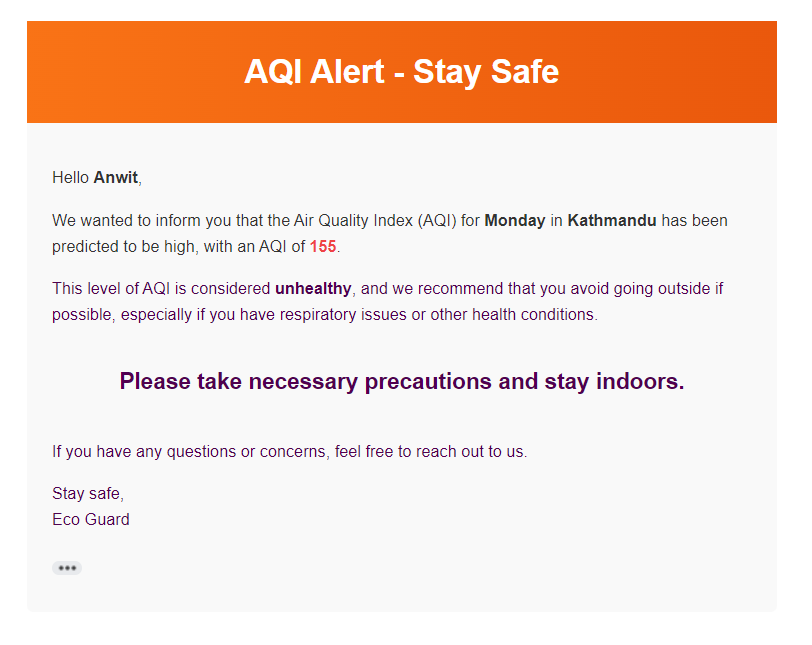 AQI Alert - Stay Safe
Hello Anwit,
We wanted to inform you that the Air Quality Index (AQI) for Monday in Kathmandu has been
predicted to be high, with an AQI of 155.
This level of AQI is considered unhealthy, and we recommend that you avoid going outside if
possible, especially if you have respiratory issues or other health conditions.
Please take necessary precautions and stay indoors.
If you have any questions or concerns, feel free to reach out to us.
Stay safe,
Eco Guard